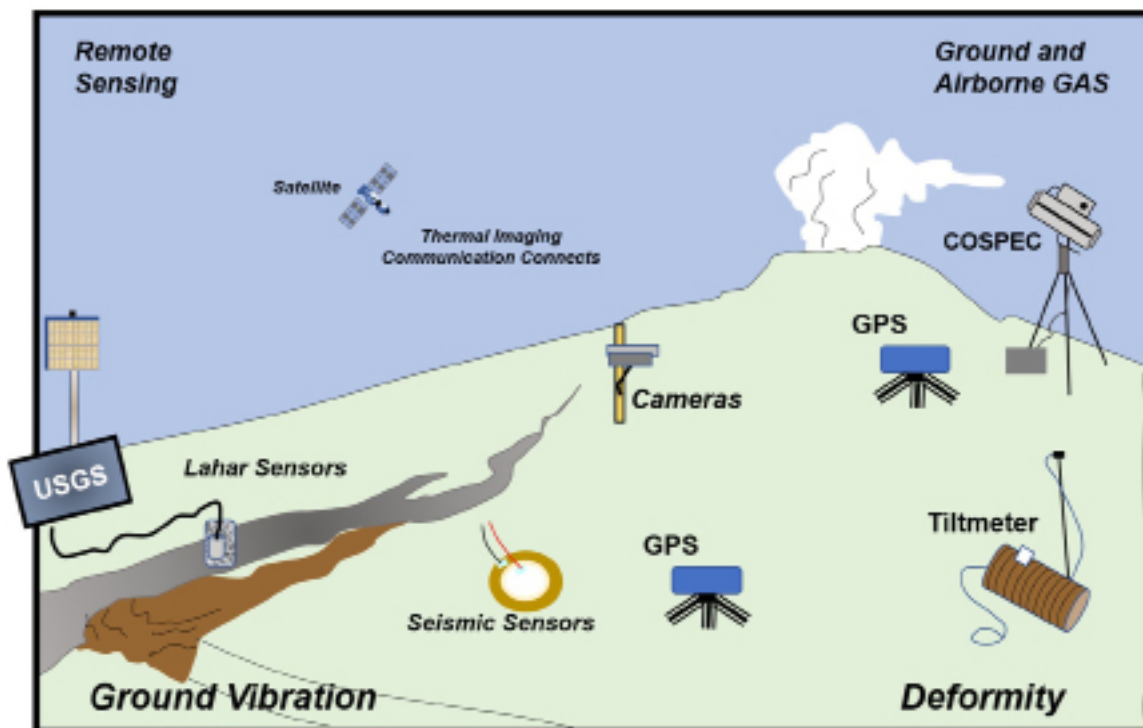 Remote
Sensing
Ground and
Airborne GAS
Satellite
Thermal Imaging
Communication Connects
COSPEC
GPS
Cameras
Lahar Sensors
USGS
Tiltmeter
GPS
Seismic Sensors
Ground Vibration
Deformity